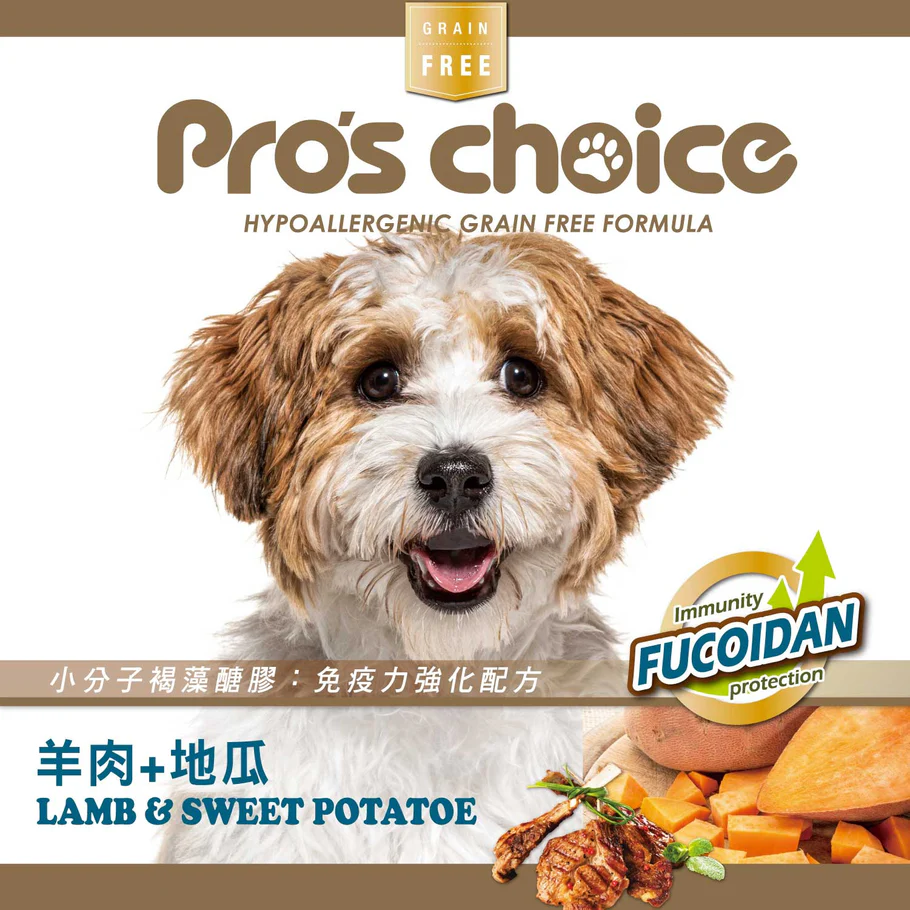 GRAIN
FREE
Pro's choice
HYPOALLERGENIC GRAIN FREE FORMULA
Immunity
FUCOIDAN
protection
小分子褐藻醣膠：免疫力強化配方
羊肉+地瓜
LAMB & SWEET POTATOE